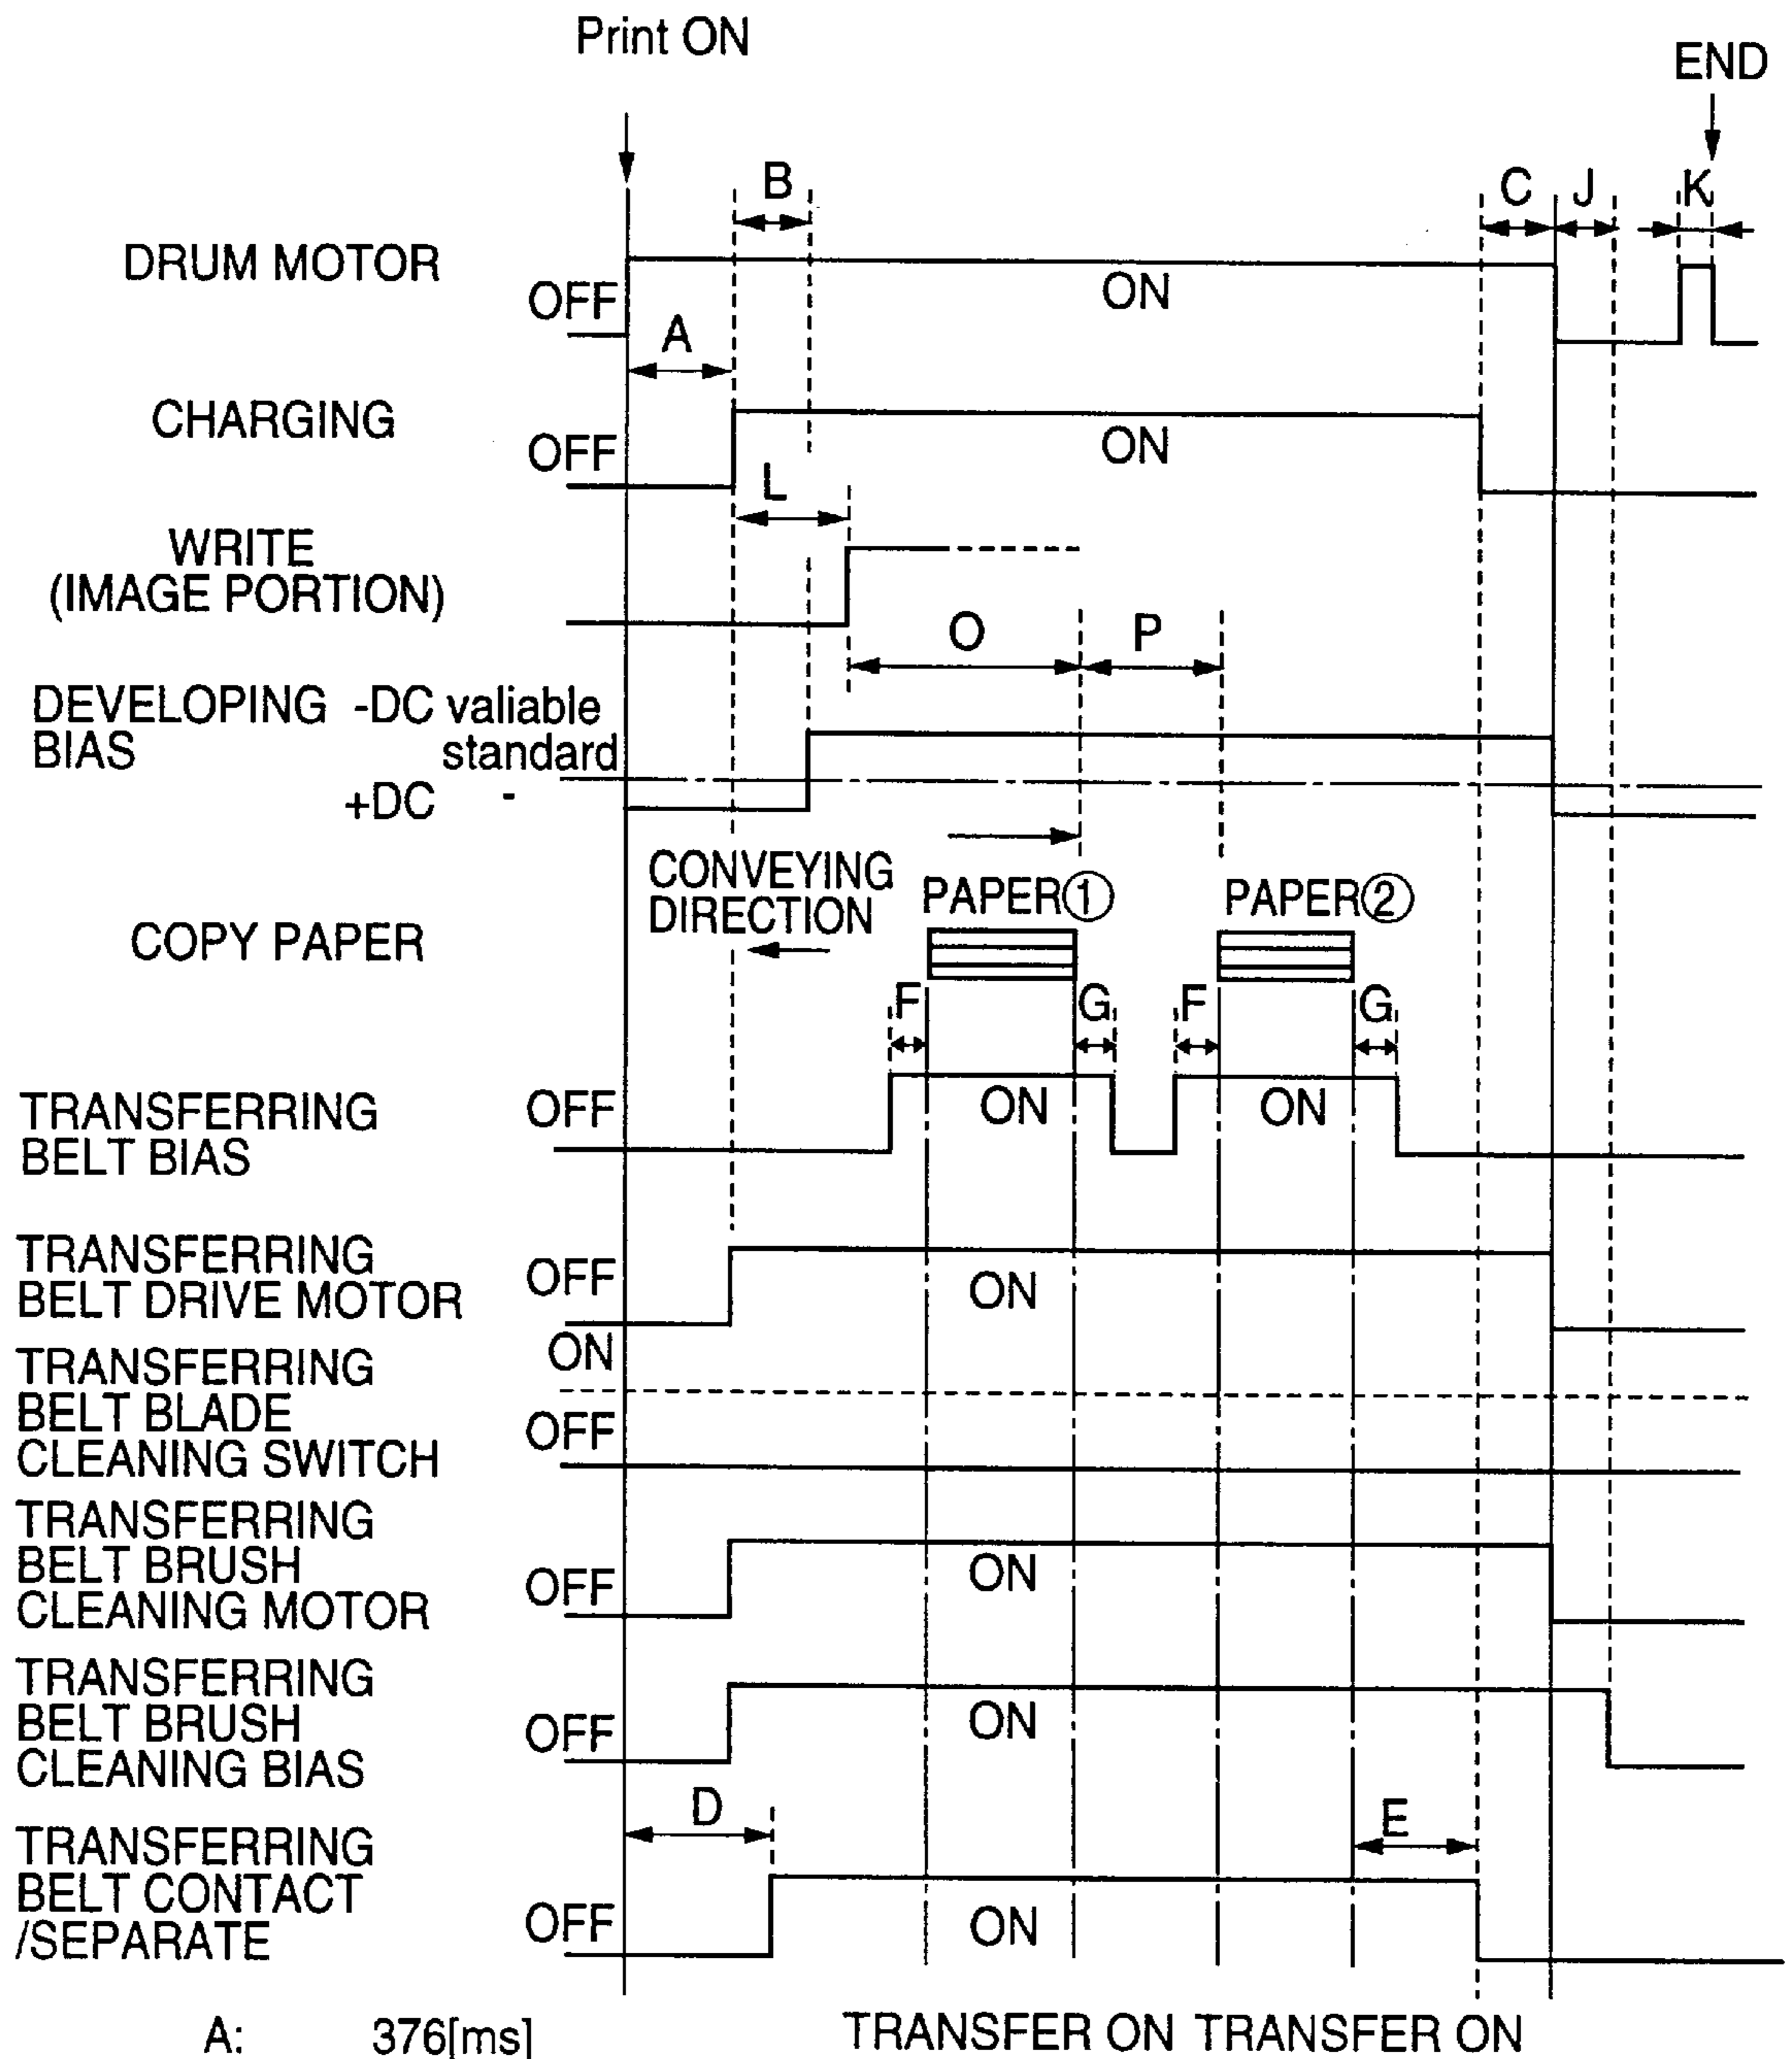 Print ON
END
B
C
J
K
DRUM MOTOR
OFF
ON
A
CHARGING
OFF
ON
L
WRITE
(IMAGE PORTION)
O
P
DEVELOPING -DC valiable
BIAS standard
+DC -
CONVEYING
DIRECTION
PAPER①
PAPER②
COPY PAPER
F
G
F
G
TRANSFERRING
BELT BIAS
OFF
ON
ON
TRANSFERRING
BELT DRIVE MOTOR
OFF
ON
ON
TRANSFERRING
BELT BLADE
CLEANING SWITCH
OFF
TRANSFERRING
BELT BRUSH
CLEANING MOTOR
OFF
ON
TRANSFERRING
BELT BRUSH
CLEANING BIAS
OFF
ON
D
E
TRANSFERRING
BELT CONTACT
/SEPARATE
OFF
ON
A: 376[ms]
TRANSFER ON TRANSFER ON